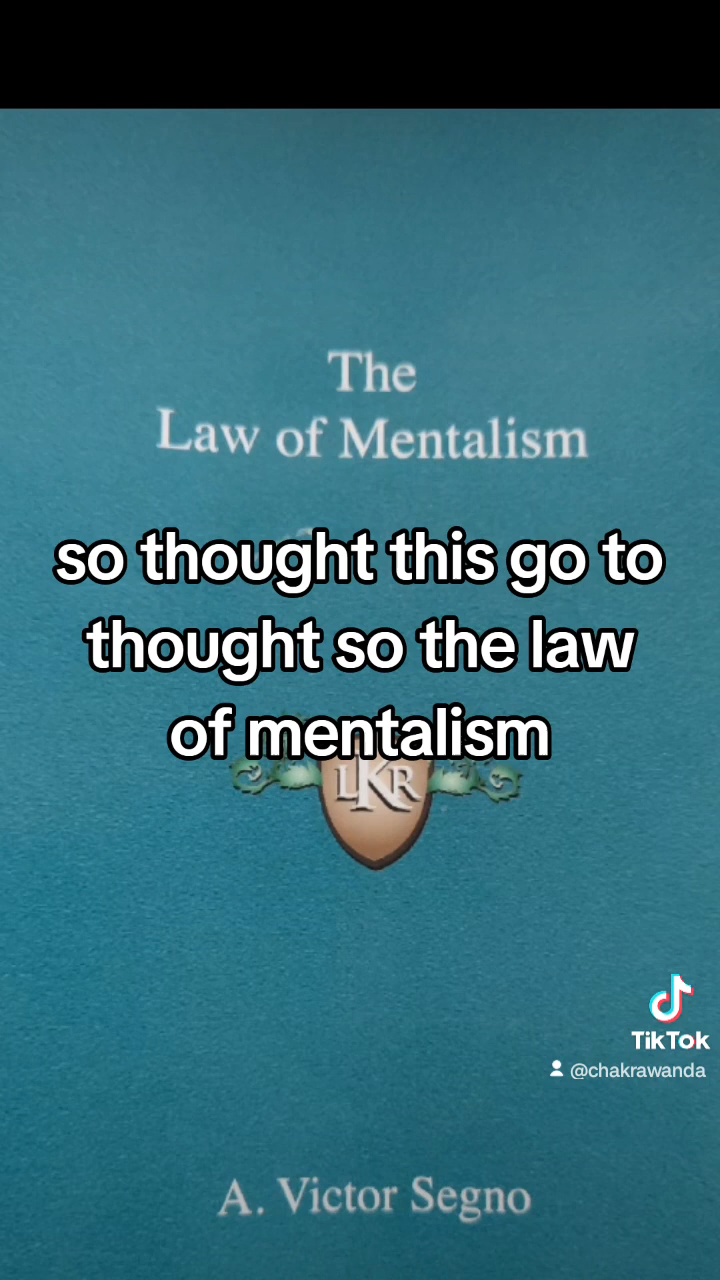 The
Law of Mentalism
so thought this go to
thought so the law
of mentalism
LKR
TikTok
@chakrawanda
A. Victor Segno